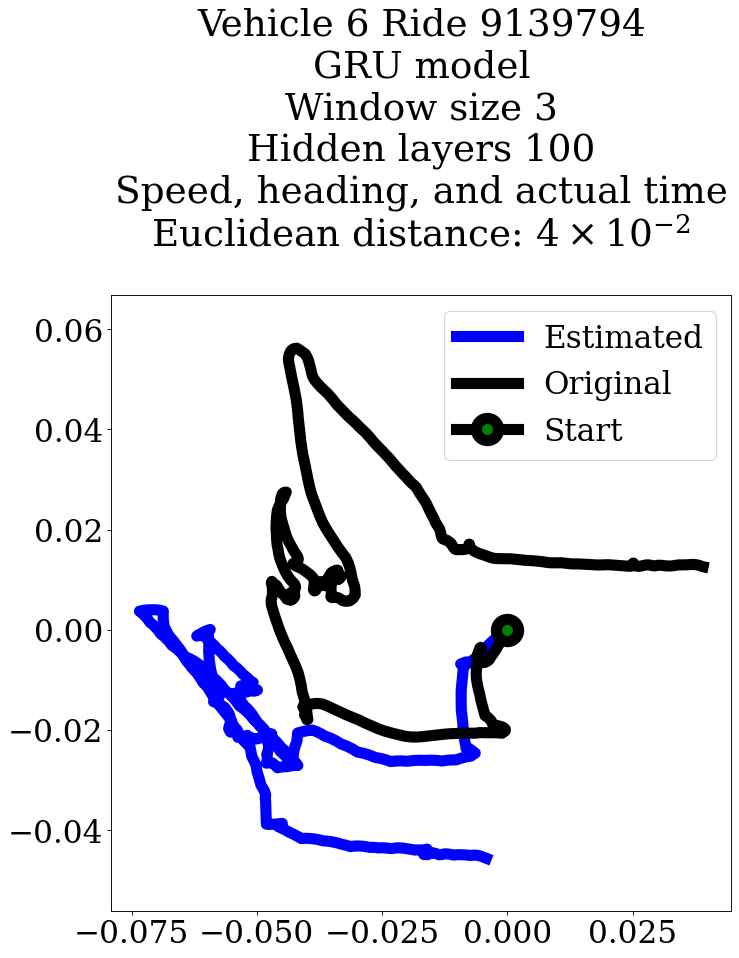 Vehicle 6 Ride 9139794
GRU model
Window size 3
Hidden layers 100
Speed, heading, and actual time
Euclidean distance: 4 × 10⁻²
Estimated
Original
Start
0.06
0.04
0.02
0.00
−0.02
−0.04
−0.075 −0.050 −0.025 0.000 0.025